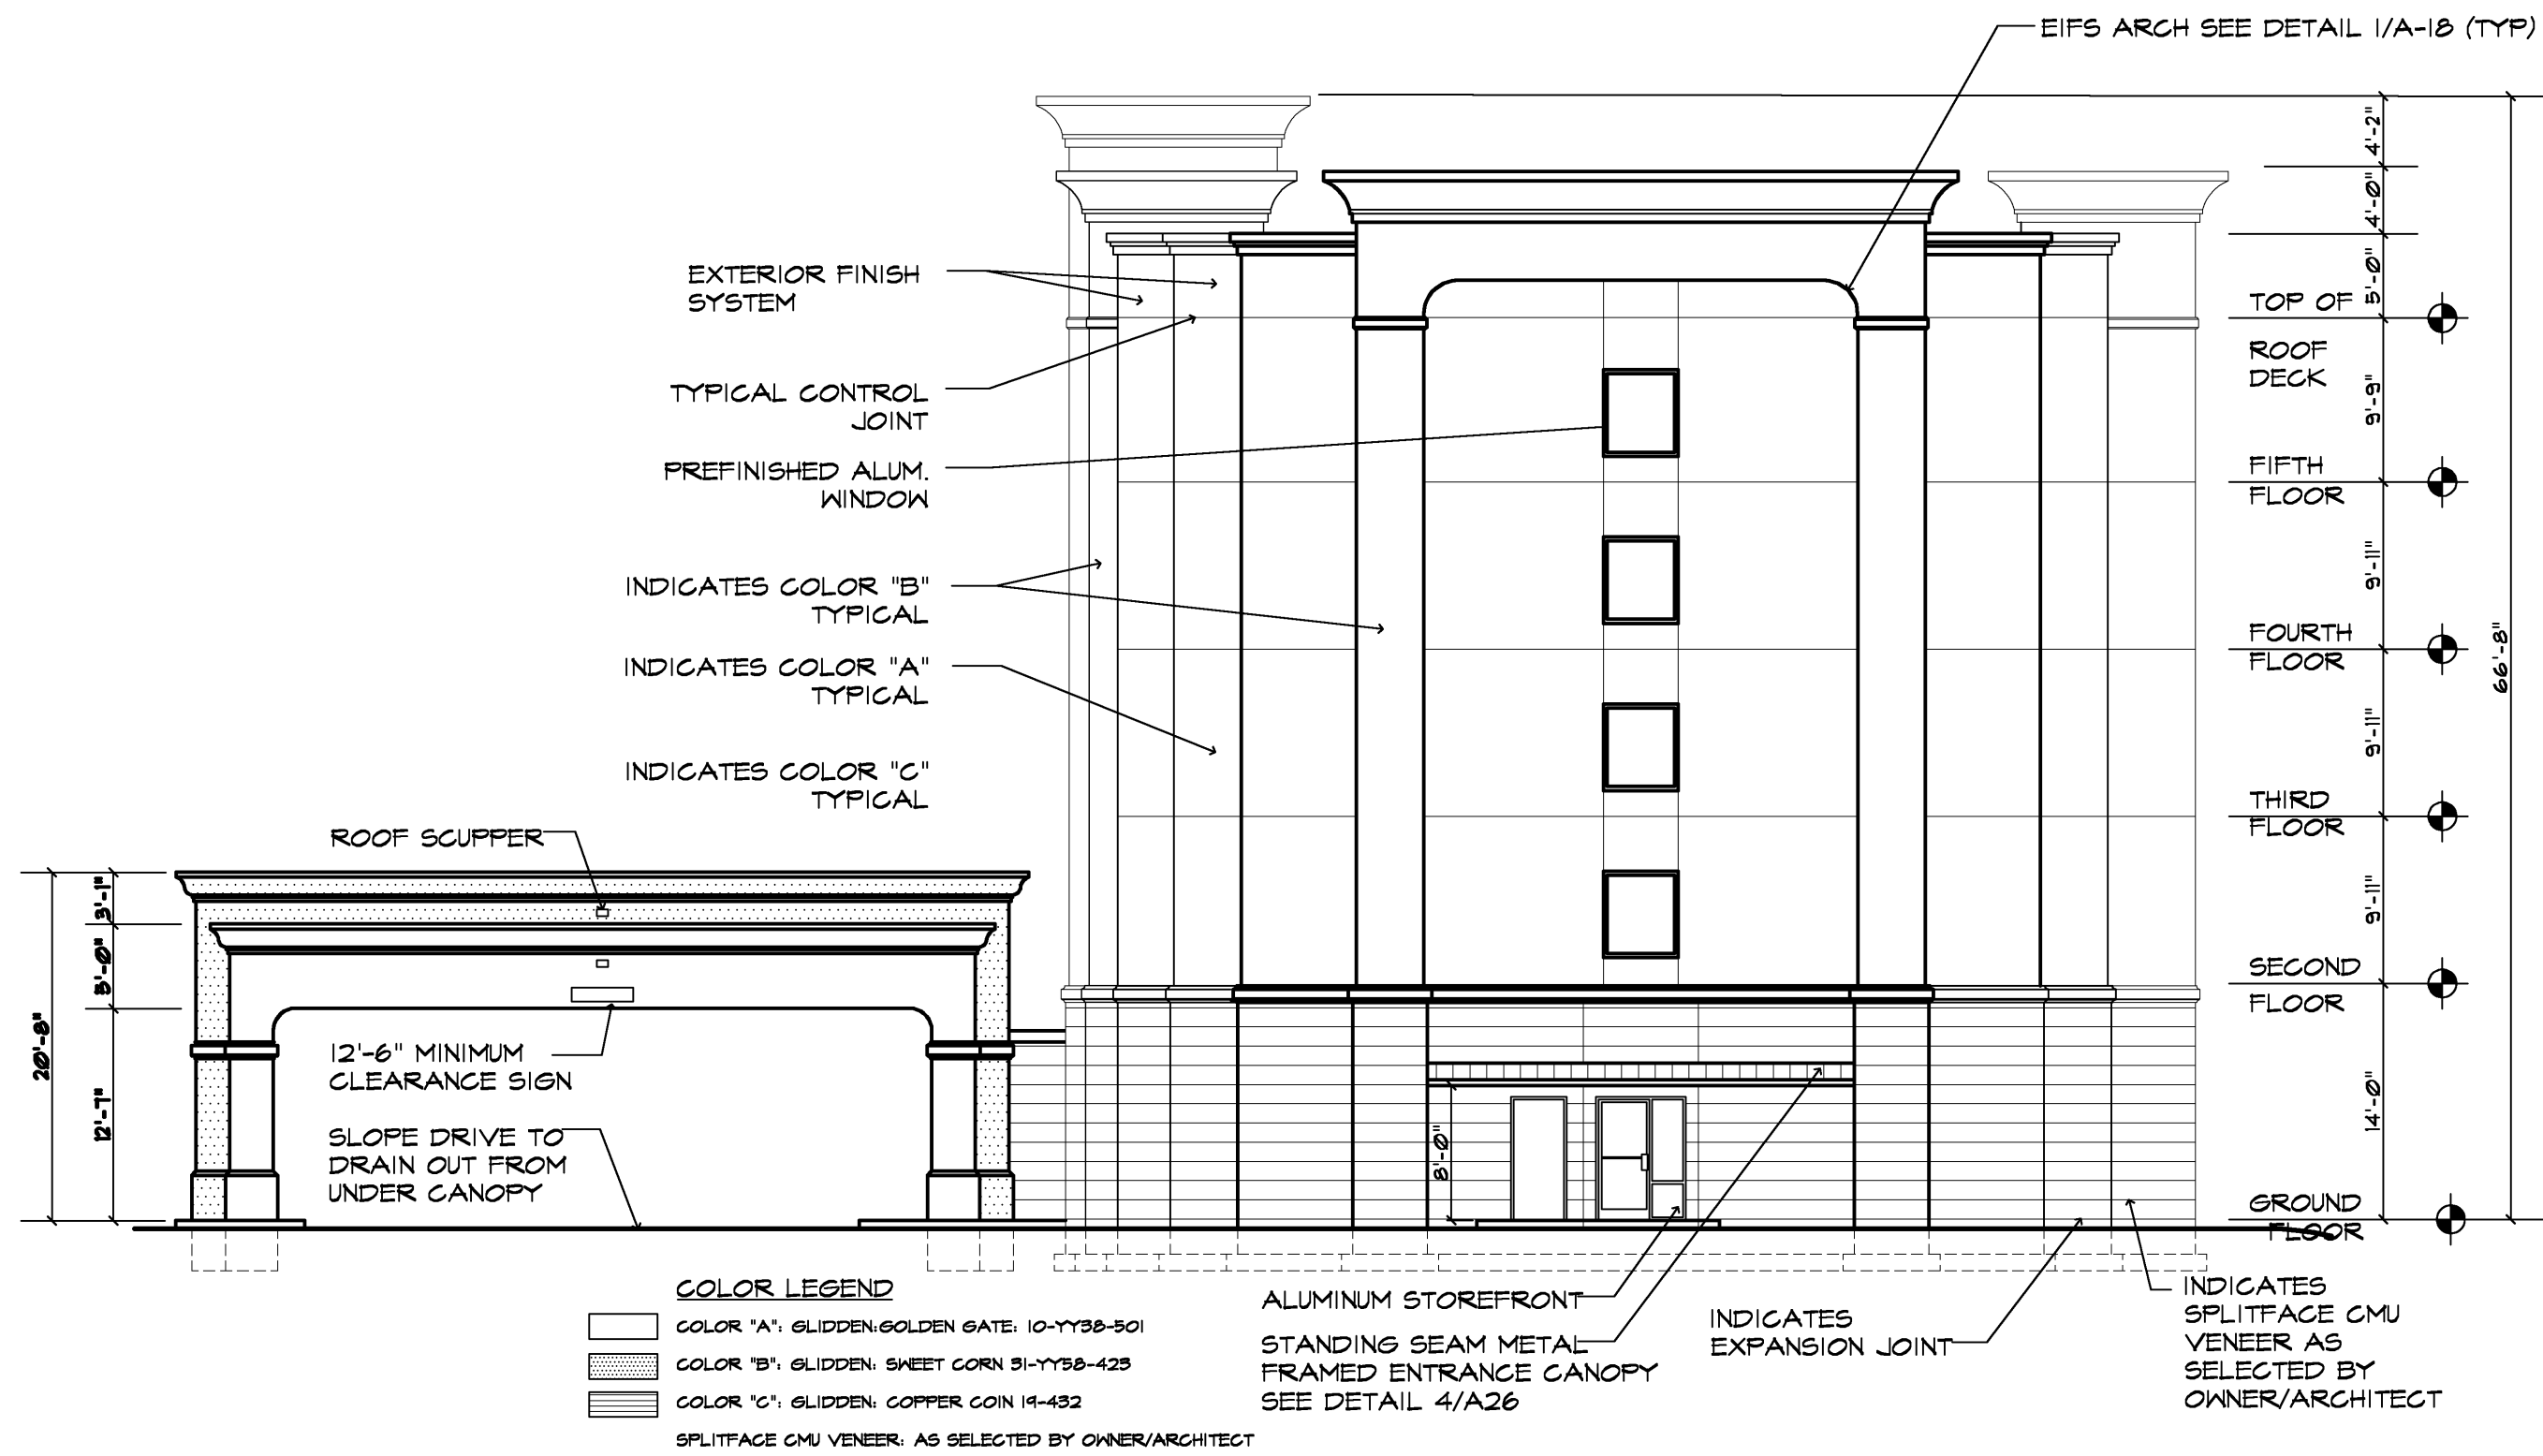 EIFS ARCH SEE DETAIL 1/A-18 (TYP)
4'-2"
4'-0"
5'-0"
EXTERIOR FINISH
SYSTEM
TOP OF
ROOF
DECK
TYPICAL CONTROL
JOINT
9'-9"
PREFINISHED ALUM.
WINDOW
FIFTH
FLOOR
9'-11"
INDICATES COLOR "B"
TYPICAL
FOURTH
FLOOR
66'-8"
INDICATES COLOR "A"
TYPICAL
9'-11"
INDICATES COLOR "C"
TYPICAL
THIRD
FLOOR
ROOF SCUPPER
3'-1"
9'-11"
5'-0"
SECOND
FLOOR
20'-8"
12'-6" MINIMUM
CLEARANCE SIGN
12'-7"
SLOPE DRIVE TO
DRAIN OUT FROM
UNDER CANOPY
8'-0"
14'-0"
GROUND
FLOOR
COLOR LEGEND
COLOR "A": GLIDDEN:GOLDEN GATE: 10-YY38-501
COLOR "B": GLIDDEN: SWEET CORN 31-YY58-423
COLOR "C": GLIDDEN: COPPER COIN 19-432
SPLITFACE CMU VENEER: AS SELECTED BY OWNER/ARCHITECT
ALUMINUM STOREFRONT
STANDING SEAM METAL
FRAMED ENTRANCE CANOPY
SEE DETAIL 4/A26
INDICATES
EXPANSION JOINT
INDICATES
SPLITFACE CMU
VENEER AS
SELECTED BY
OWNER/ARCHITECT